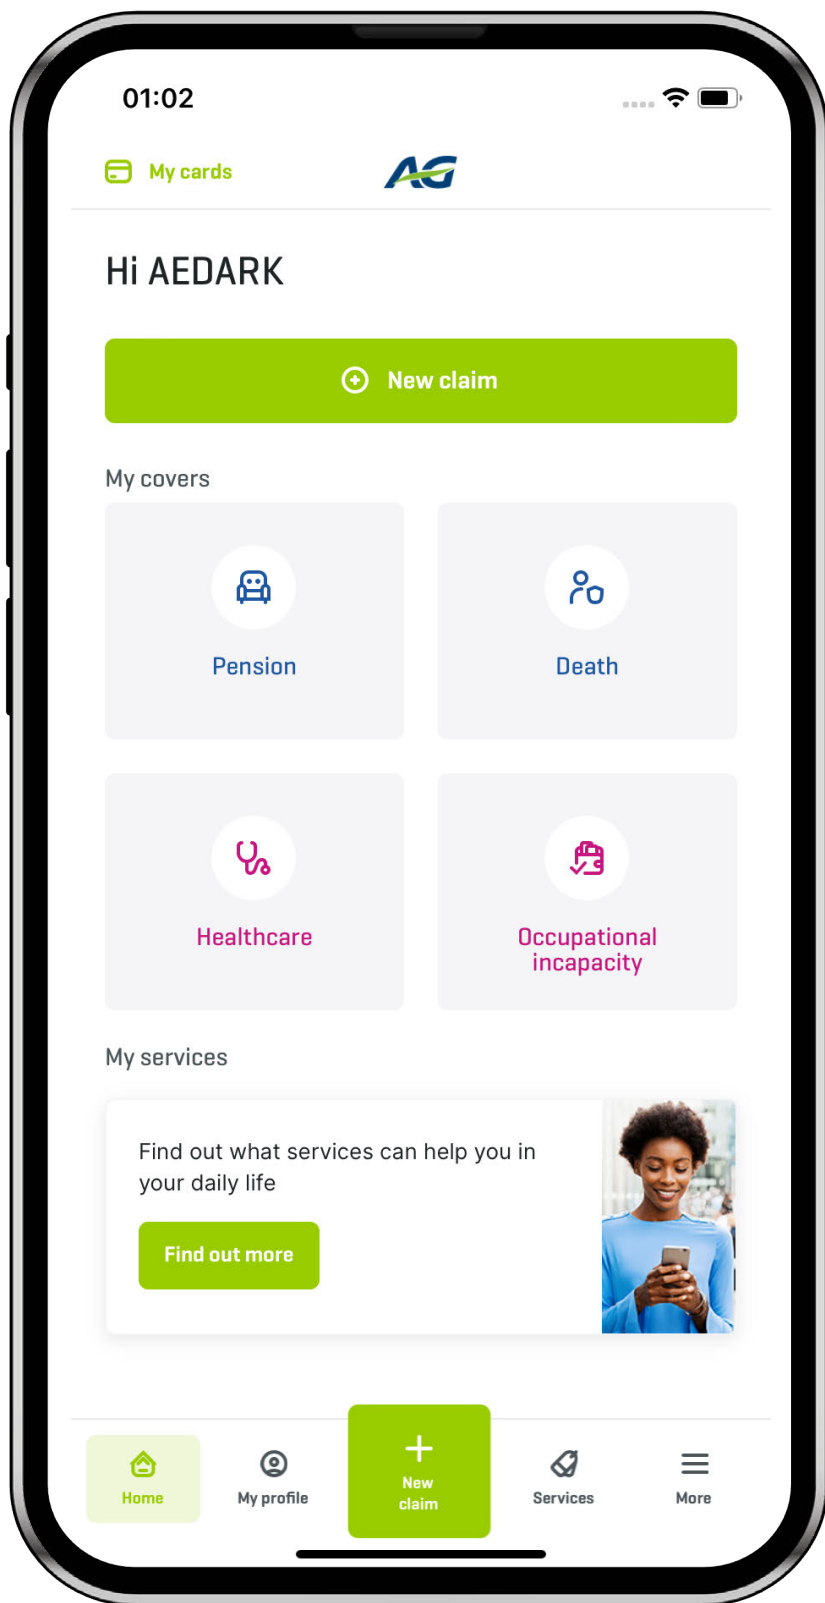 01:02
My cards
AG
Hi AEDARK
New claim
My covers
Pension
Death
Healthcare
Occupational
incapacity
My services
Find out what services can help you in
your daily life
Find out more
Home
My profile
New
claim
Services
More